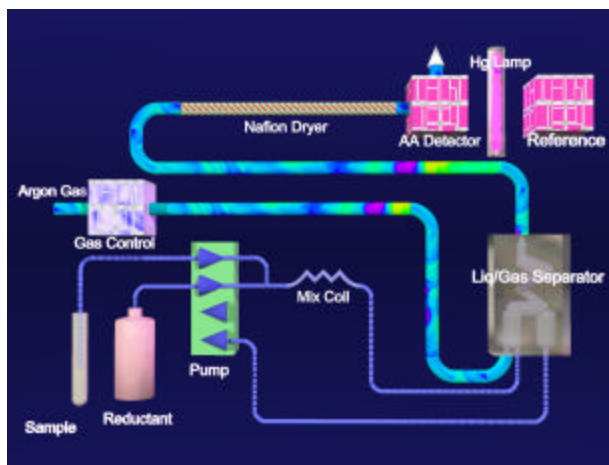 Hg Lamp
Nafion Dryer
AA Detector
Reference
Argon Gas
Gas Control
Liq/Gas Separator
Mix Coil
Pump
Reductant
Sample